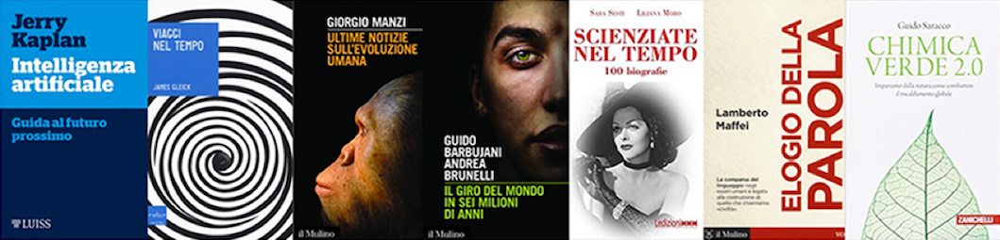 Jerry
Kaplan
Intelligenza
artificiale
Guida al futuro
prossimo
LUISS
VIAGGI
NEL TEMPO
JAMES GLEICK
GIORGIO MANZI
ULTIME NOTIZIE
SULL'EVOLUZIONE
UMANA
il Mulino
GUIDO
BARBUJANI
ANDREA
BRUNELLI
IL GIRO DEL MONDO
IN SEI MILIONI
DI ANNI
il Mulino
SARA SESTI LILIANA MORO
SCIENZIATE
NEL TEMPO
100 biografie
Ledizioni
Lamberto
Maffei
ELOGIO DELLA
PAROLA
La comparsa del
linguaggio negli
esseri umani è legata
alla costruzione di
quella che chiamiamo
«civiltà».
il Mulino
Guido Saracco
CHIMICA
VERDE 2.0
Impariamo dalla natura come combattere
il riscaldamento globale
ZANICHELLI